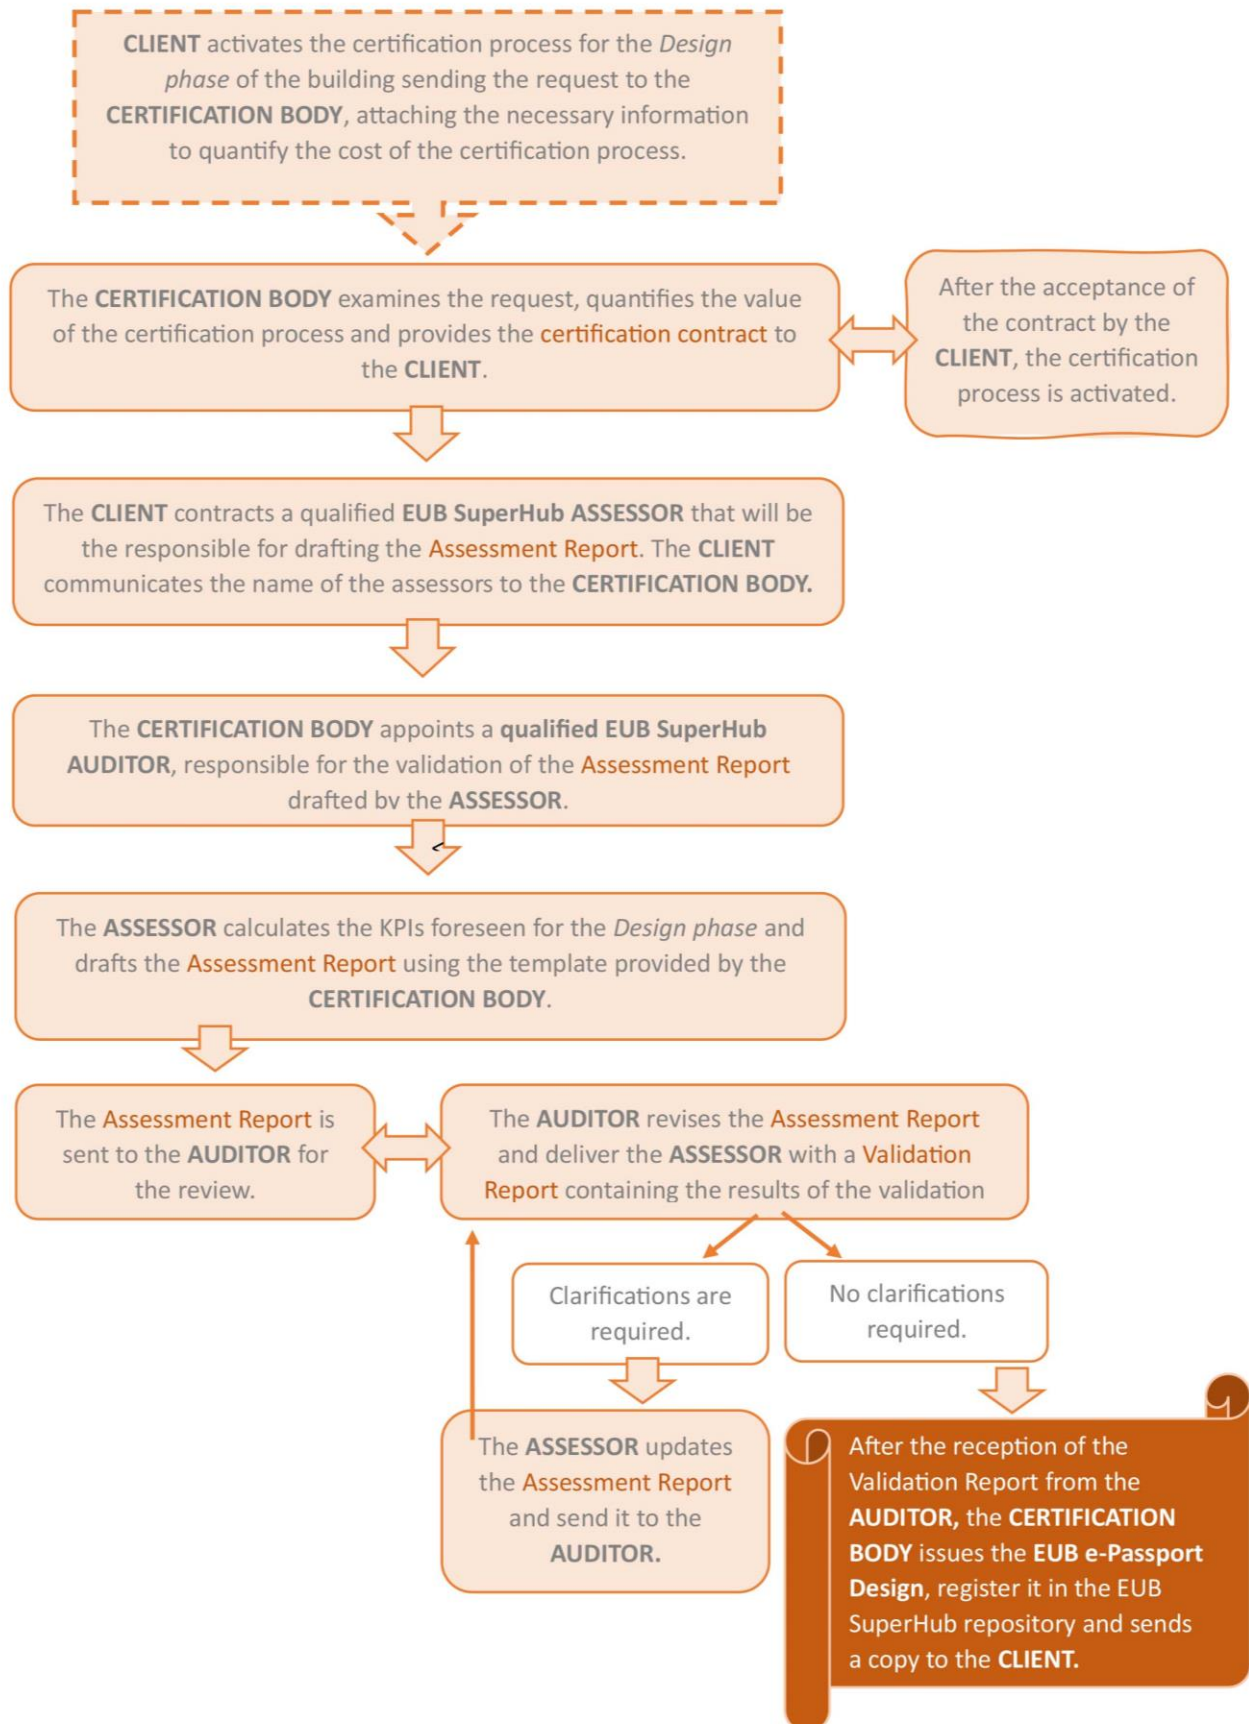 CLIENT activates the certification process for the Design
phase of the building sending the request to the
CERTIFICATION BODY, attaching the necessary information
to quantify the cost of the certification process.
The CERTIFICATION BODY examines the request, quantifies the value
of the certification process and provides the certification contract to
the CLIENT.
After the acceptance of
the contract by the
CLIENT, the certification
process is activated.
The CLIENT contracts a qualified EUB SuperHub ASSESSOR that will be
the responsible for drafting the Assessment Report. The CLIENT
communicates the name of the assessors to the CERTIFICATION BODY.
The CERTIFICATION BODY appoints a qualified EUB SuperHub
AUDITOR, responsible for the validation of the Assessment Report
drafted by the ASSESSOR.
The ASSESSOR calculates the KPIs foreseen for the Design phase and
drafts the Assessment Report using the template provided by the
CERTIFICATION BODY.
The Assessment Report is
sent to the AUDITOR for
the review.
The AUDITOR revises the Assessment Report
and deliver the ASSESSOR with a Validation
Report containing the results of the validation
Clarifications are
required.
No clarifications
required.
The ASSESSOR updates
the Assessment Report
and send it to the
AUDITOR.
After the reception of the
Validation Report from the
AUDITOR, the CERTIFICATION
BODY issues the EUB e-Passport
Design, register it in the EUB
SuperHub repository and sends
a copy to the CLIENT.